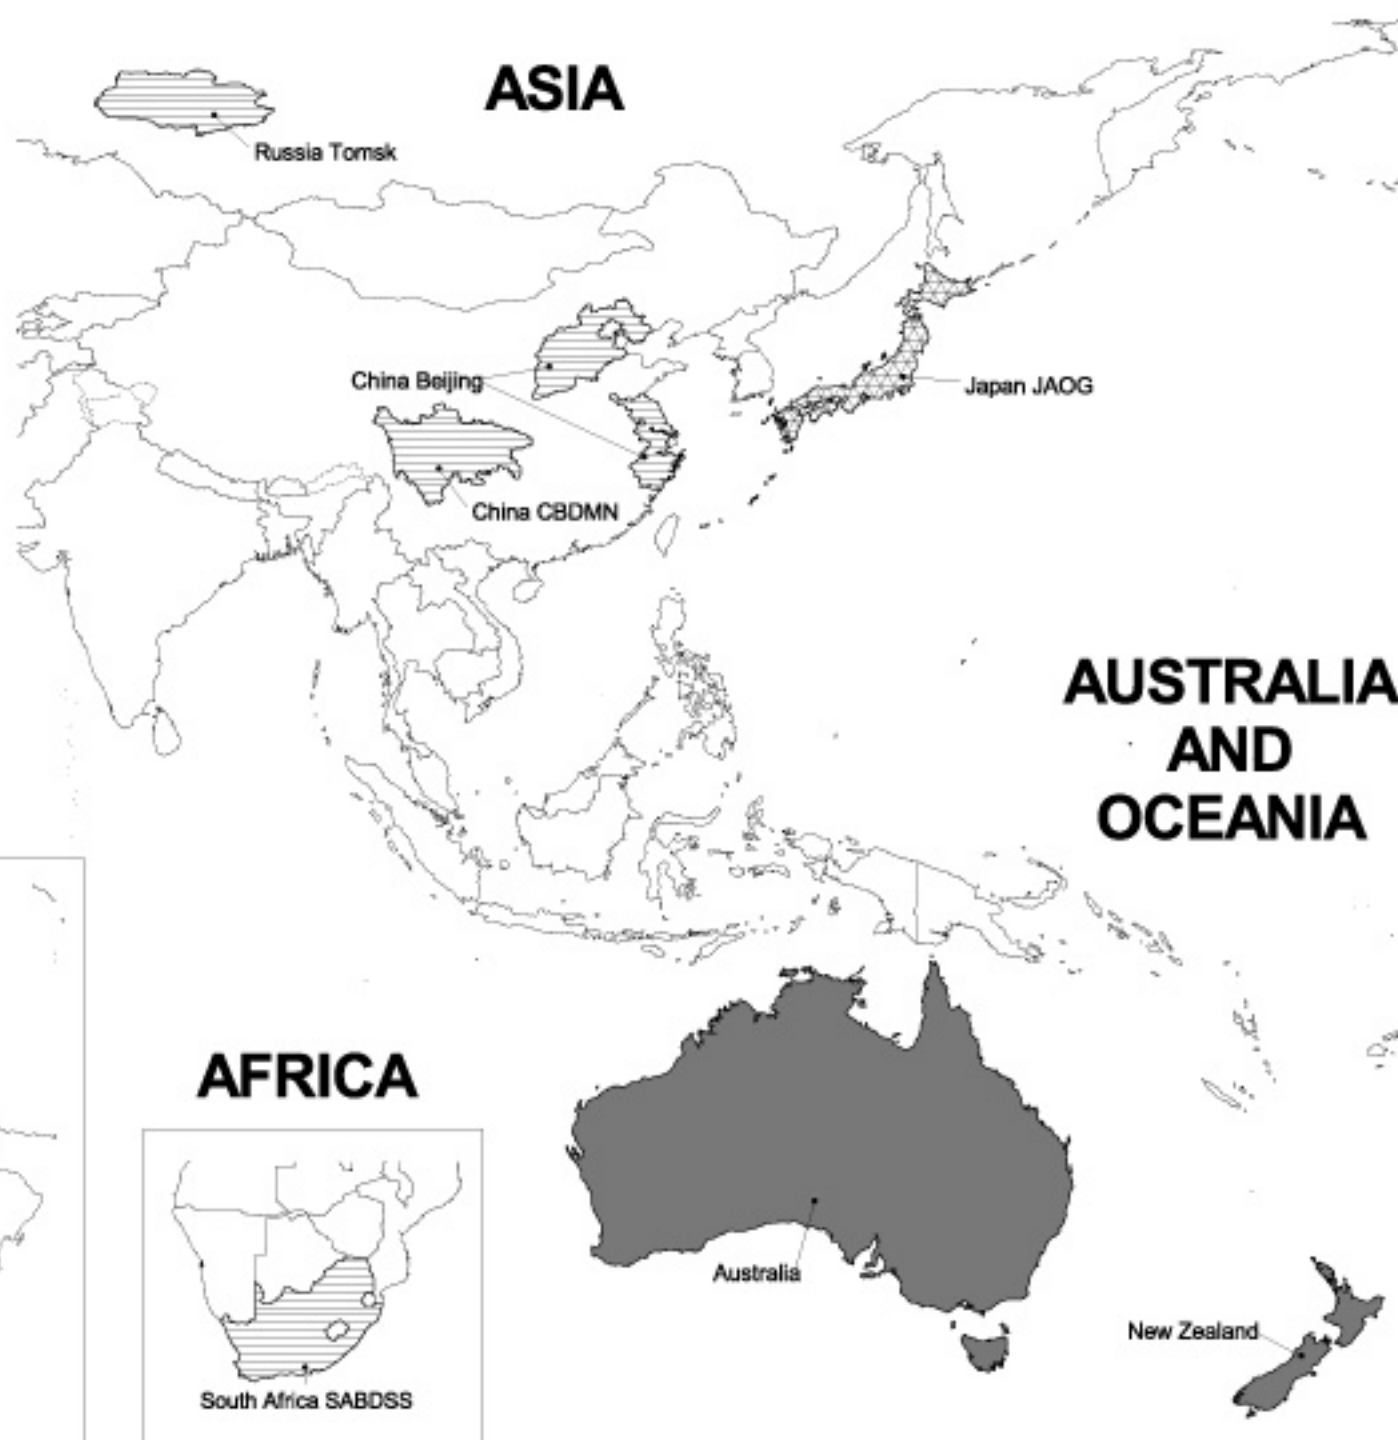 ASIA
Russia Tomsk
China Beijing
Japan JAOG
China CBDMN
AUSTRALIA
AND
OCEANIA
AFRICA
Australia
New Zealand
South Africa SABDSS